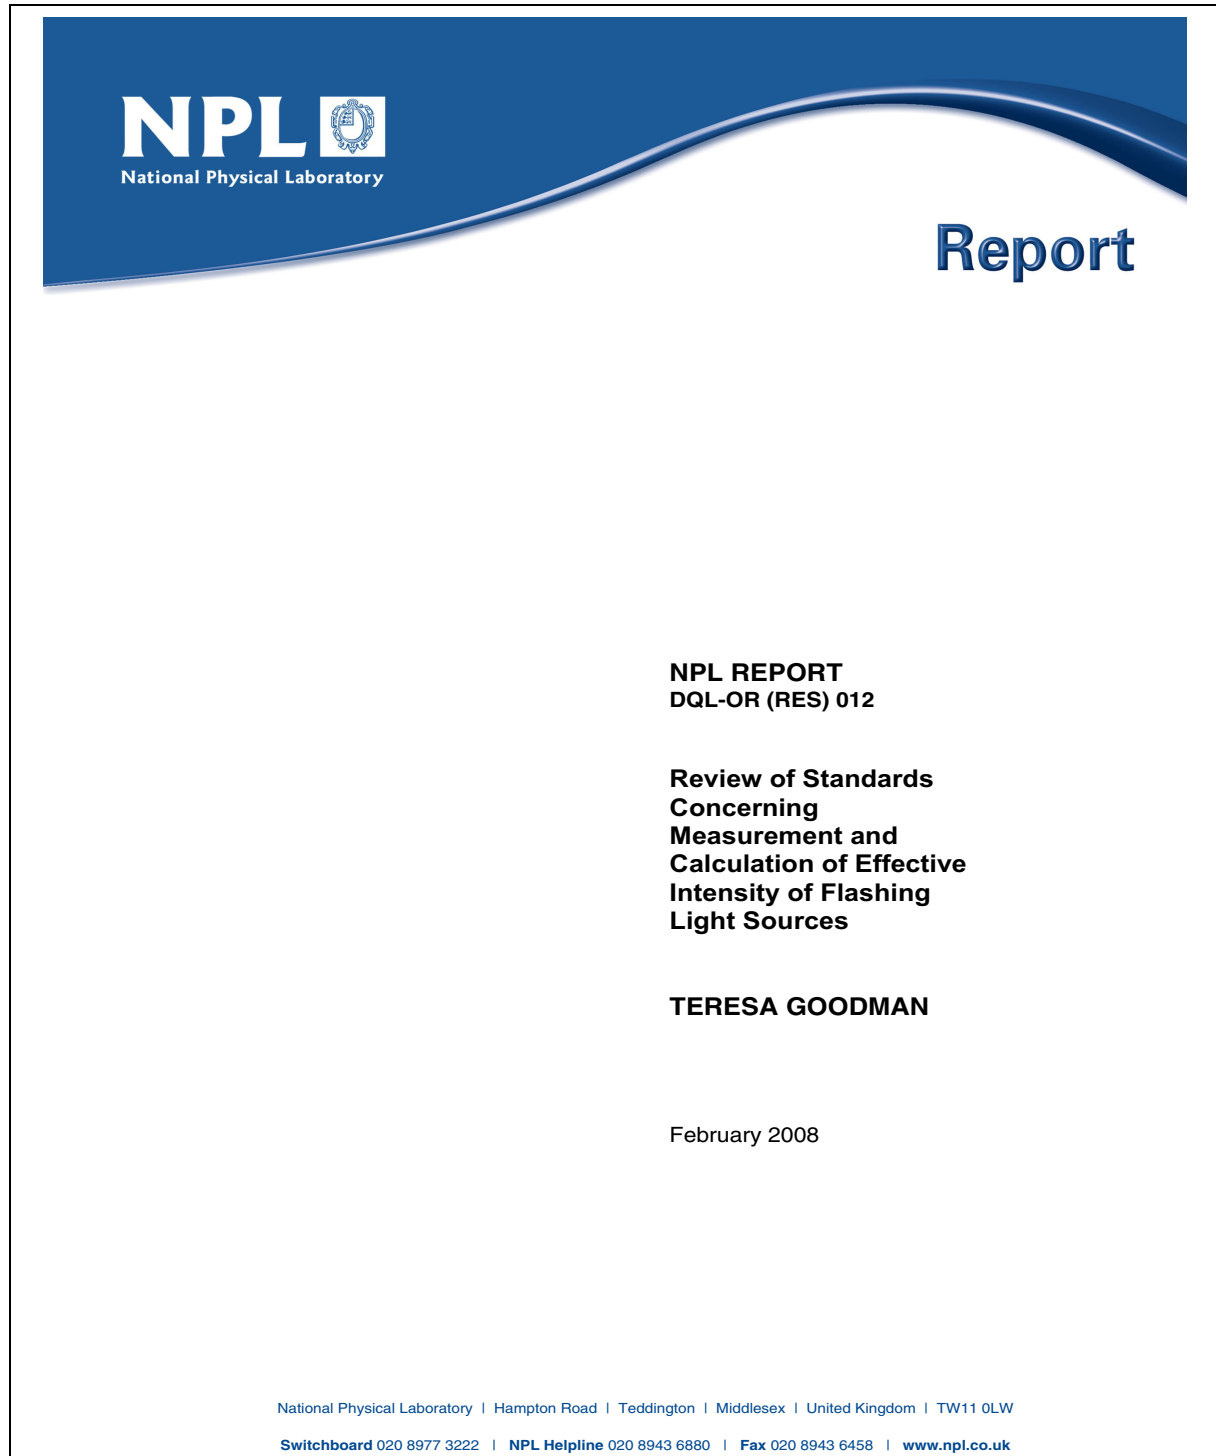 NPL
National Physical Laboratory
Report
NPL REPORT
DQL-OR (RES) 012
Review of Standards
Concerning
Measurement and
Calculation of Effective
Intensity of Flashing
Light Sources
TERESA GOODMAN
February 2008
National Physical Laboratory | Hampton Road | Teddington | Middlesex | United Kingdom | TW11 0LW
Switchboard 020 8977 3222 | NPL Helpline 020 8943 6880 | Fax 020 8943 6458 | www.npl.co.uk